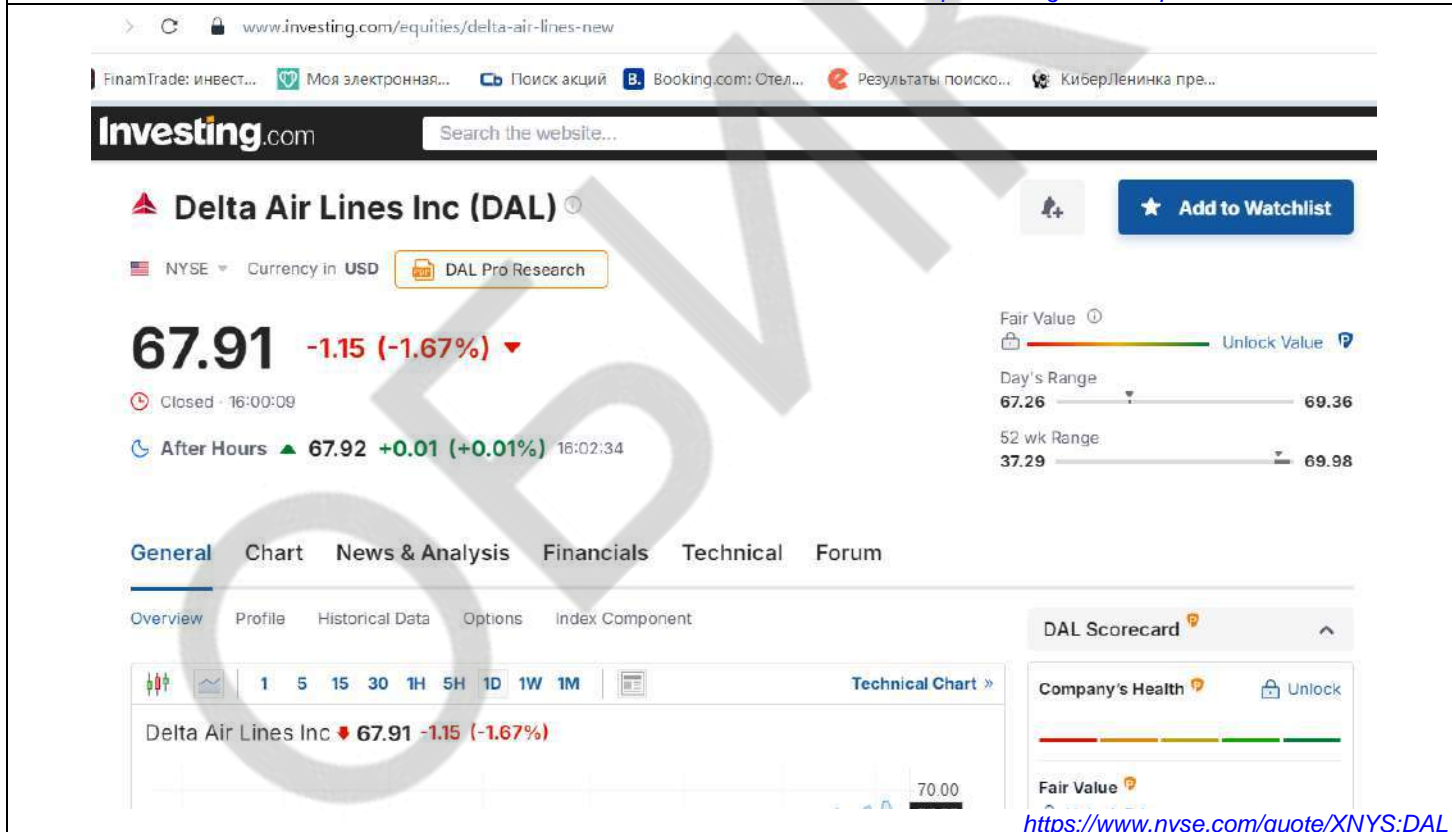 www.investing.com/equities/delta-air-lines-new
FinamTrade: инвест... Моя электронная... Поиск акций B. Booking.com: Отел... Результаты поиско... КиберЛенинка пре...
Investing.com Search the website...
Delta Air Lines Inc (DAL)
Add to Watchlist
NYSE Currency in USD DAL Pro Research
67.91 -1.15 (-1.67%)
Fair Value
Unlock Value
Closed · 16:00:09
Day's Range
67.26 69.36
After Hours 67.92 +0.01 (+0.01%) 16:02:34
52 wk Range
37.29 69.98
General Chart News & Analysis Financials Technical Forum
Overview Profile Historical Data Options Index Component
DAL Scorecard
1 5 15 30 1H 5H 1D 1W 1M Technical Chart »
Company's Health Unlock
Delta Air Lines Inc 67.91 -1.15 (-1.67%)
70.00
Fair Value
https://www.nyse.com/quote/XNYS:DAL
ОБИК